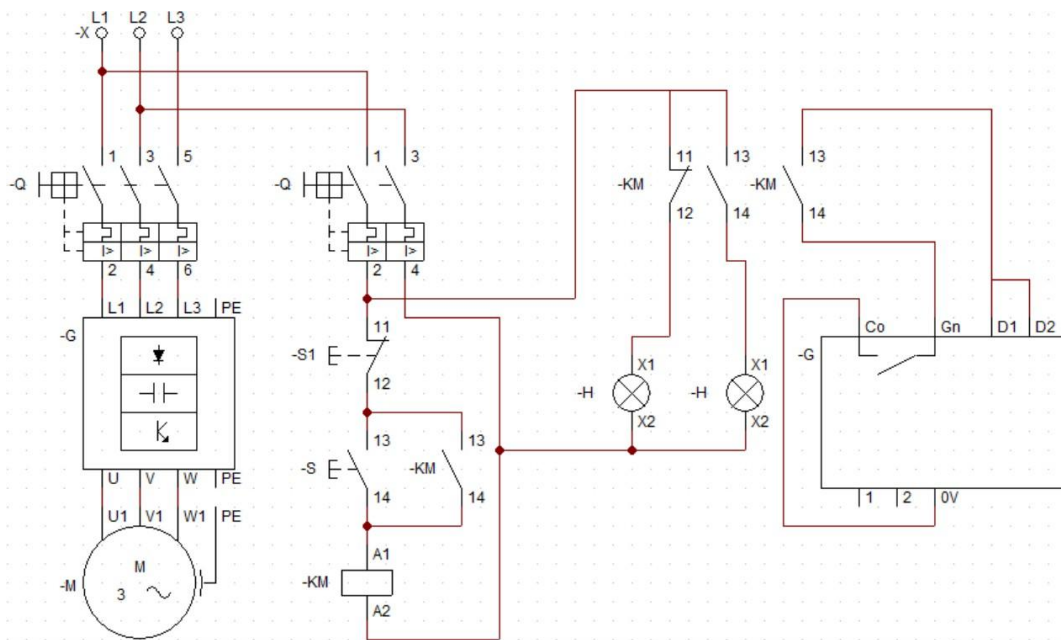 L1 L2 L3
-X
1 3 5
-Q
I> I> I>
2 4 6
L1 L2 L3 PE
-G
U V W PE
U1 V1 W1 PE
M
3
-M
1 3
-Q
I> I>
2 4
11
-S1
12
13
-S
14
13
-KM
14
A1
-KM
A2
11 13
-KM
12 14
X1
-H
X2
X1
-H
X2
13
-KM
14
Co Gn D1 D2
-G
1 2 0V